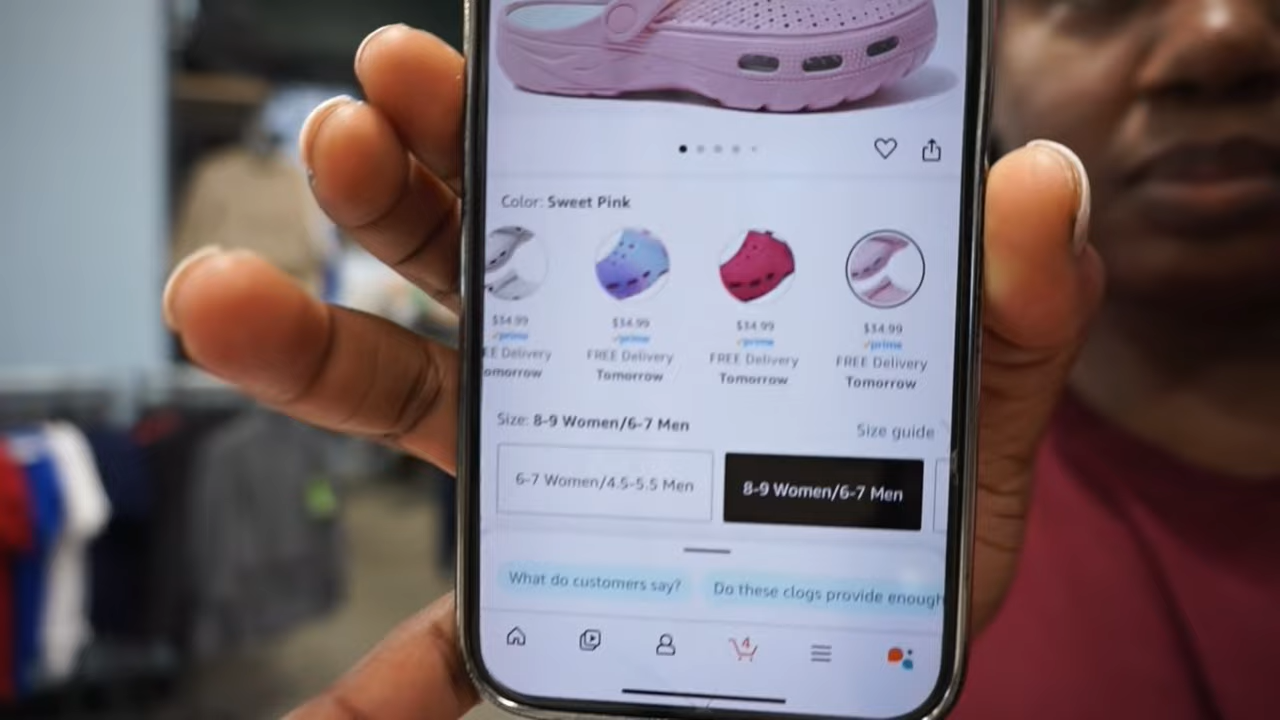 Color: Sweet Pink
$34.99 $34.99 $34.99 $34.99
prime prime prime prime
EE Delivery FREE Delivery FREE Delivery FREE Delivery
omorrow Tomorrow Tomorrow Tomorrow
Size: 8-9 Women/6-7 Men Size guide
6-7 Women/4.5-5.5 Men 8-9 Women/6-7 Men
What do customers say? Do these clogs provide enough
4